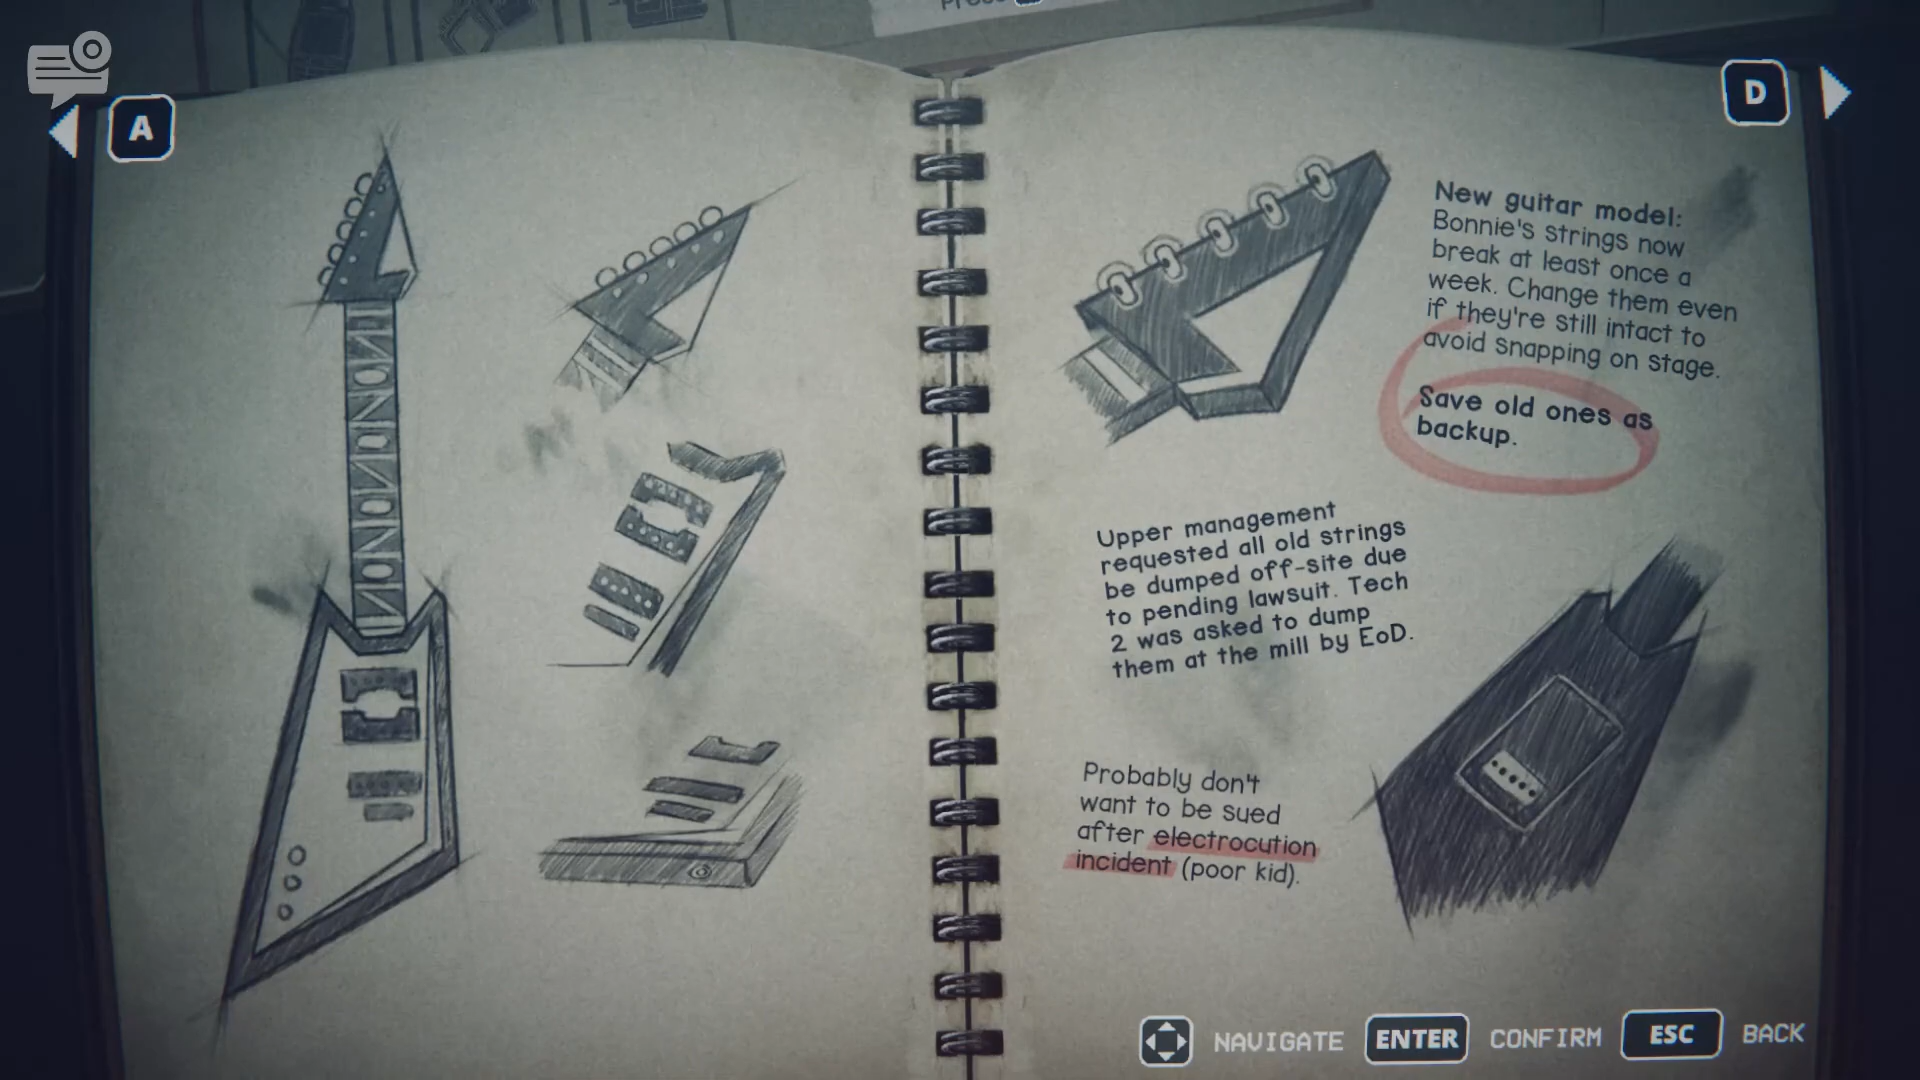 Press
A
D
New guitar model:
Bonnie's strings now
break at least once a
week. Change them even
if they're still intact to
avoid snapping on stage.
Save old ones as
backup.
Upper management
requested all old strings
be dumped off-site due
to pending lawsuit. Tech
2 was asked to dump
them at the mill by EoD.
Probably don't
want to be sued
after electrocution
incident (poor kid).
NAVIGATE ENTER CONFIRM ESC BACK